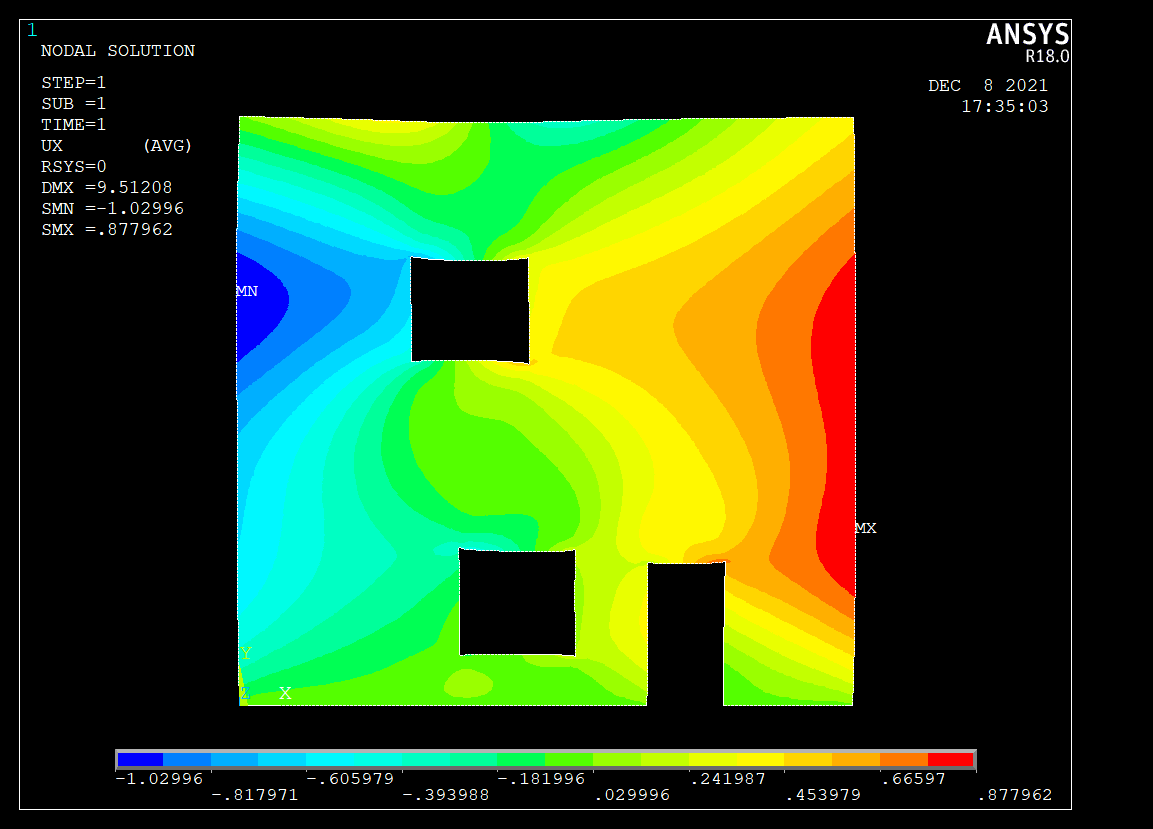 1
ANSYS
R18.0
NODAL SOLUTION
STEP=1
SUB =1
TIME=1
UX (AVG)
RSYS=0
DMX =9.51208
SMN =-1.02996
SMX =.877962
DEC 8 2021
17:35:03
MN
MX
Y
Z X
-1.02996 -.605979 -.181996 .241987 .66597
-.817971 -.393988 .029996 .453979 .877962